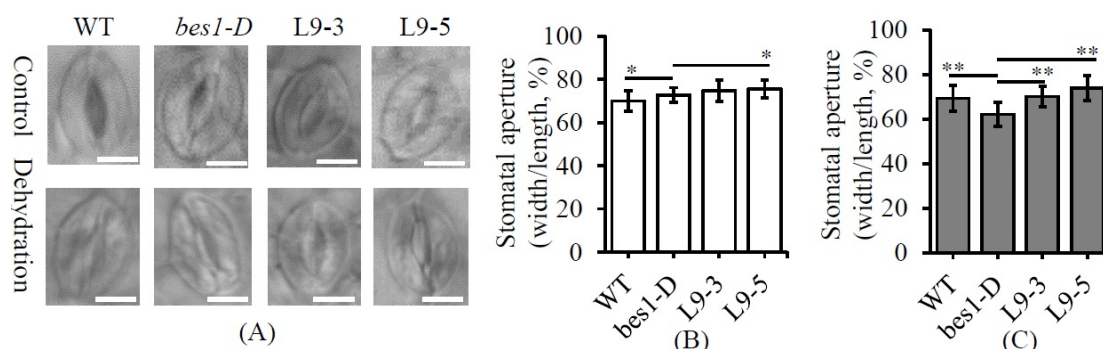 WT bes1-D L9-3 L9-5
Control
Dehydration
(A)
Stomatal aperture
(width/length, %)
100
80
60
40
20
0
*
*
WT
bes1-D
L9-3
L9-5
(B)
Stomatal aperture
(width/length, %)
100
80
60
40
20
0
**
**
**
WT
bes1-D
L9-3
L9-5
(C)